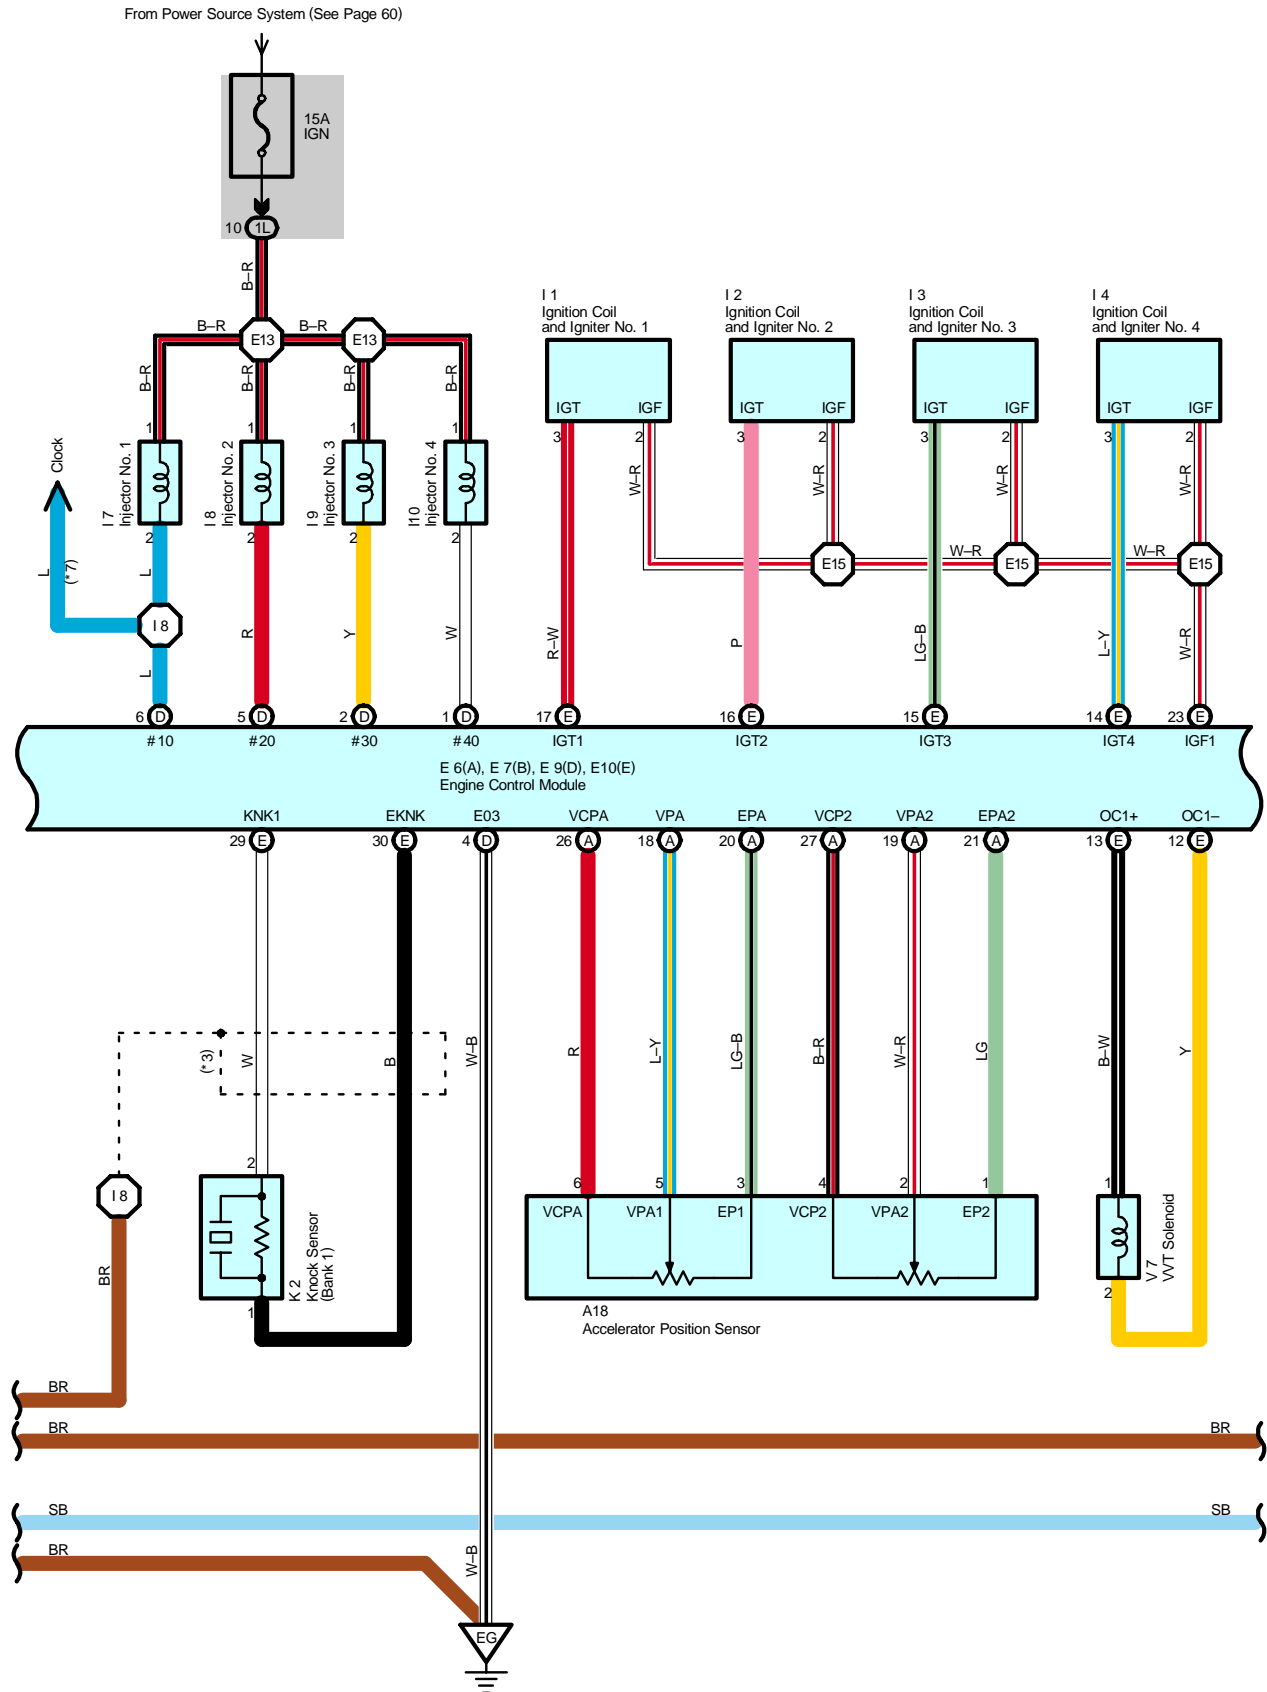 From Power Source System (See Page 60)
15A
IGN
10 1L
B–R
B–R B–R
E13 E13
B–R B–R B–R B–R
1 1 1 1
I 7
Injector No. 1
I 8
Injector No. 2
I 9
Injector No. 3
I10
Injector No. 4
2 2 2 2
Clock
L
(*7)
L
I 8
L R Y W
I 1
Ignition Coil
and Igniter No. 1
I 2
Ignition Coil
and Igniter No. 2
I 3
Ignition Coil
and Igniter No. 3
I 4
Ignition Coil
and Igniter No. 4
IGT IGF IGT IGF IGT IGF IGT IGF
3 2 3 2 3 2 3 2
W–R W–R W–R W–R
W–R W–R
E15 E15 E15
R–W P LG–B L–Y W–R
6 D 5 D 2 D 1 D 17 E 16 E 15 E 14 E 23 E
#10 #20 #30 #40 IGT1 IGT2 IGT3 IGT4 IGF1
E 6(A), E 7(B), E 9(D), E10(E)
Engine Control Module
KNK1 EKNK E03 VCPA VPA EPA VCP2 VPA2 EPA2 OC1+ OC1–
29 E 30 E 4 D 26 A 18 A 20 A 27 A 19 A 21 A 13 E 12 E
(*3) W B W–B R L–Y LG–B B–R W–R LG B–W Y
2 6 5 3 4 2 1 1
I 8
VCPA VPA1 EP1 VCP2 VPA2 EP2
BR
K 2
Knock Sensor
(Bank 1)
1
A18
Accelerator Position Sensor
V 7
VVT Solenoid
2
BR
BR BR
SB SB
BR
W–B
EG